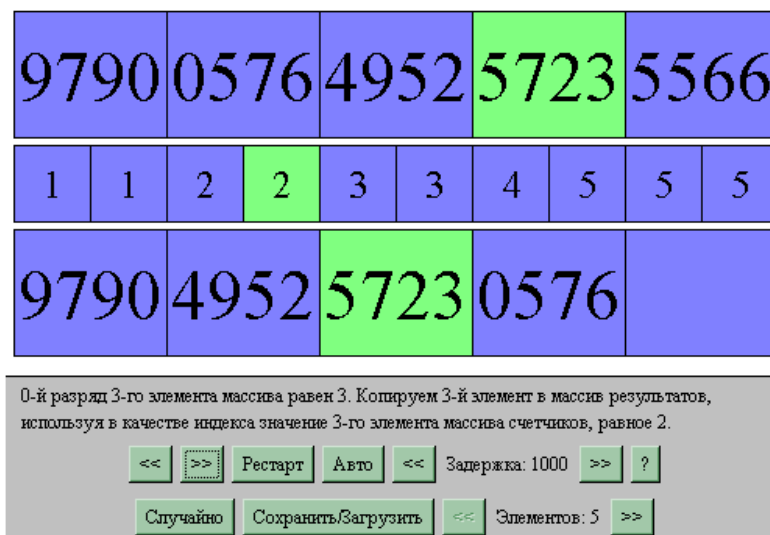 9790 0576 4952 5723 5566
1 1 2 2 3 3 4 5 5 5
9790 4952 5723 0576
0-й разряд 3-го элемента массива равен 3. Копируем 3-й элемент в массив результатов,
используя в качестве индекса значение 3-го элемента массива счетчиков, равное 2.
<< >> Рестарт Авто << Задержка: 1000 >> ?
Случайно Сохранить/Загрузить << Элементов: 5 >>